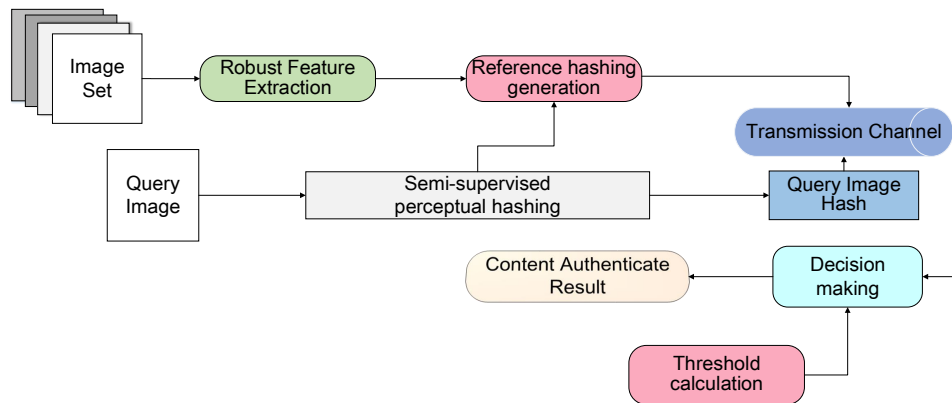 Image
Set
Robust Feature
Extraction
Reference hashing
generation
Transmission Channel
Query
Image
Semi-supervised
perceptual hashing
Query Image
Hash
Content Authenticate
Result
Decision
making
Threshold
calculation